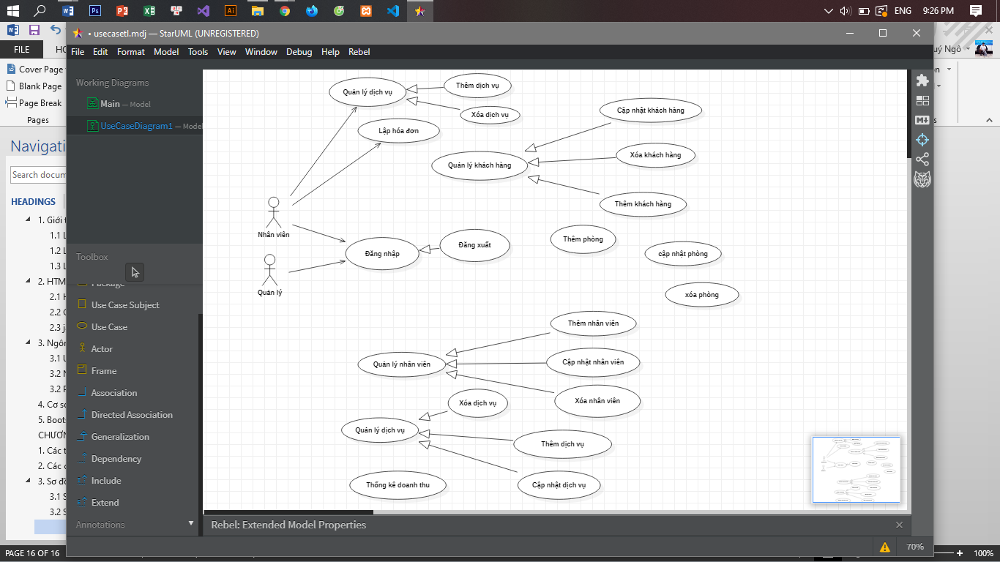 ENG
9:26 PM
• usecasetl.mdj — StarUML (UNREGISTERED)
FILE
File Edit Format Model Tools View Window Debug Help Rebel
Cover Page
Blank Page
Page Break
Pages
Navigati
Search docum
HEADINGS
1. Giới t
1.1 L
1.2 L
1.3 L
2. HTM
2.1 H
2.2 C
2.3 ja
3. Ngôn
3.1 U
3.2 N
3.2 P
4. Cơ sở
5. Boot
CHƯƠN
1. Các t
2. Các c
3. Sơ đồ
3.1 S
3.2 S
PAGE 16 OF 16
Working Diagrams
Main — Model
UseCaseDiagram1 — Model
Toolbox
Package
Use Case Subject
Use Case
Actor
Frame
Association
Directed Association
Generalization
Dependency
Include
Extend
Annotations
Quản lý dịch vụ
Thêm dịch vụ
Xóa dịch vụ
Lập hóa đơn
Cập nhật khách hàng
Quản lý khách hàng
Xóa khách hàng
Thêm khách hàng
Nhân viên
Đăng nhập
Đăng xuất
Thêm phòng
cập nhật phòng
Quản lý
xóa phòng
Thêm nhân viên
Quản lý nhân viên
Cập nhật nhân viên
Xóa nhân viên
Xóa dịch vụ
Quản lý dịch vụ
Thêm dịch vụ
Thống kê doanh thu
Cập nhật dịch vụ
Rebel: Extended Model Properties
70%
uý Ngô
100%